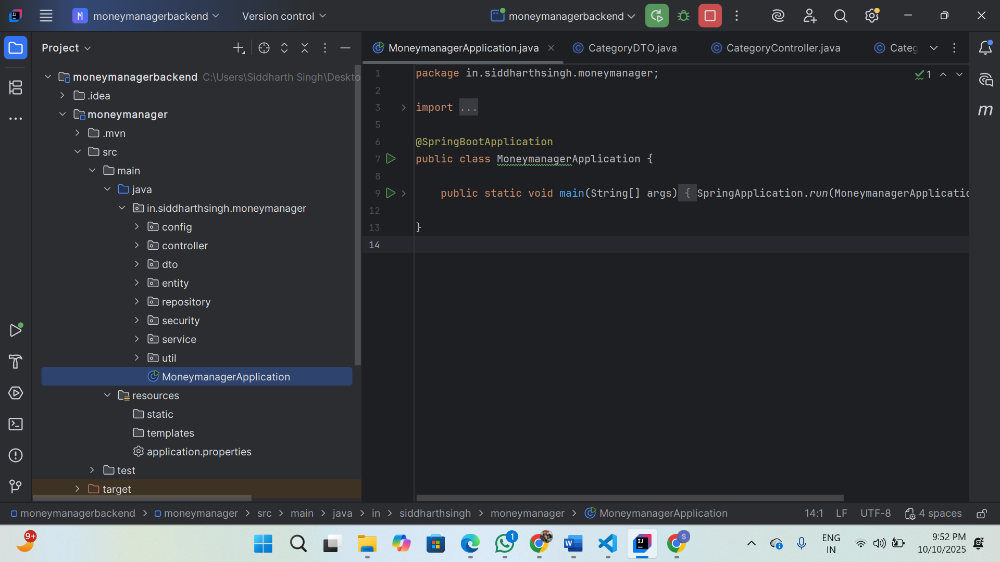 M moneymanagerbackend Version control moneymanagerbackend
Project
moneymanagerbackend C:\Users\Siddharth Singh\Deskto
.idea
moneymanager
.mvn
src
main
java
in.siddharthsingh.moneymanager
config
controller
dto
entity
repository
security
service
util
MoneymanagerApplication
resources
static
templates
application.properties
test
target
MoneymanagerApplication.java CategoryDTO.java CategoryController.java Categ
1 package in.siddharthsingh.moneymanager;
2
3 import ...
5
6 @SpringBootApplication
7 public class MoneymanagerApplication {
8
9 public static void main(String[] args) { SpringApplication.run(MoneymanagerApplicatio
12
13 }
14
1
m
moneymanagerbackend > moneymanager > src > main > java > in > siddharthsingh > moneymanager > MoneymanagerApplication 14:1 LF UTF-8 4 spaces
9+
1
S
ENG
IN
9:52 PM
10/10/2025